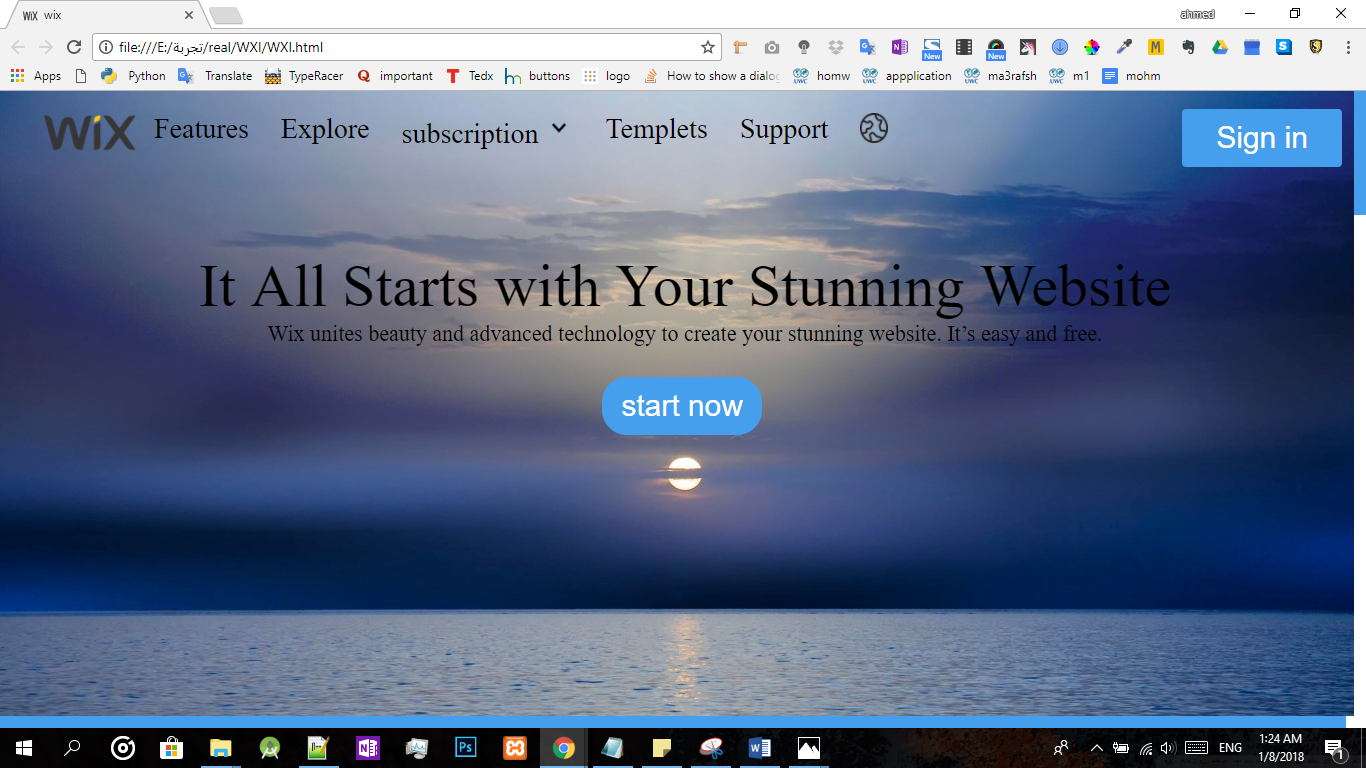 WiX wix
ahmed
file:///E:/تجربة/real/WXI/WXI.html
New
New
M
S
Apps
Python
Translate
TypeRacer
Q important
T Tedx
hn buttons
logo
How to show a dialo
UWC homw
UWC appplication
UWC ma3rafsh
UWC m1
mohm
WiX
Features
Explore
subscription
Templets
Support
Sign in
It All Starts with Your Stunning Website
Wix unites beauty and advanced technology to create your stunning website. It’s easy and free.
start now
N
Ps
W
ENG
1:24 AM
1/8/2018
1